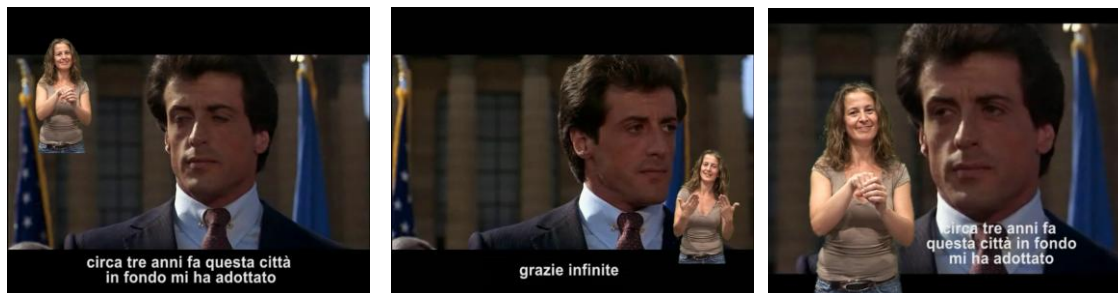 circa tre anni fa questa città
in fondo mi ha adottato
grazie infinite
circa tre anni fa
questa città in fondo
mi ha adottato